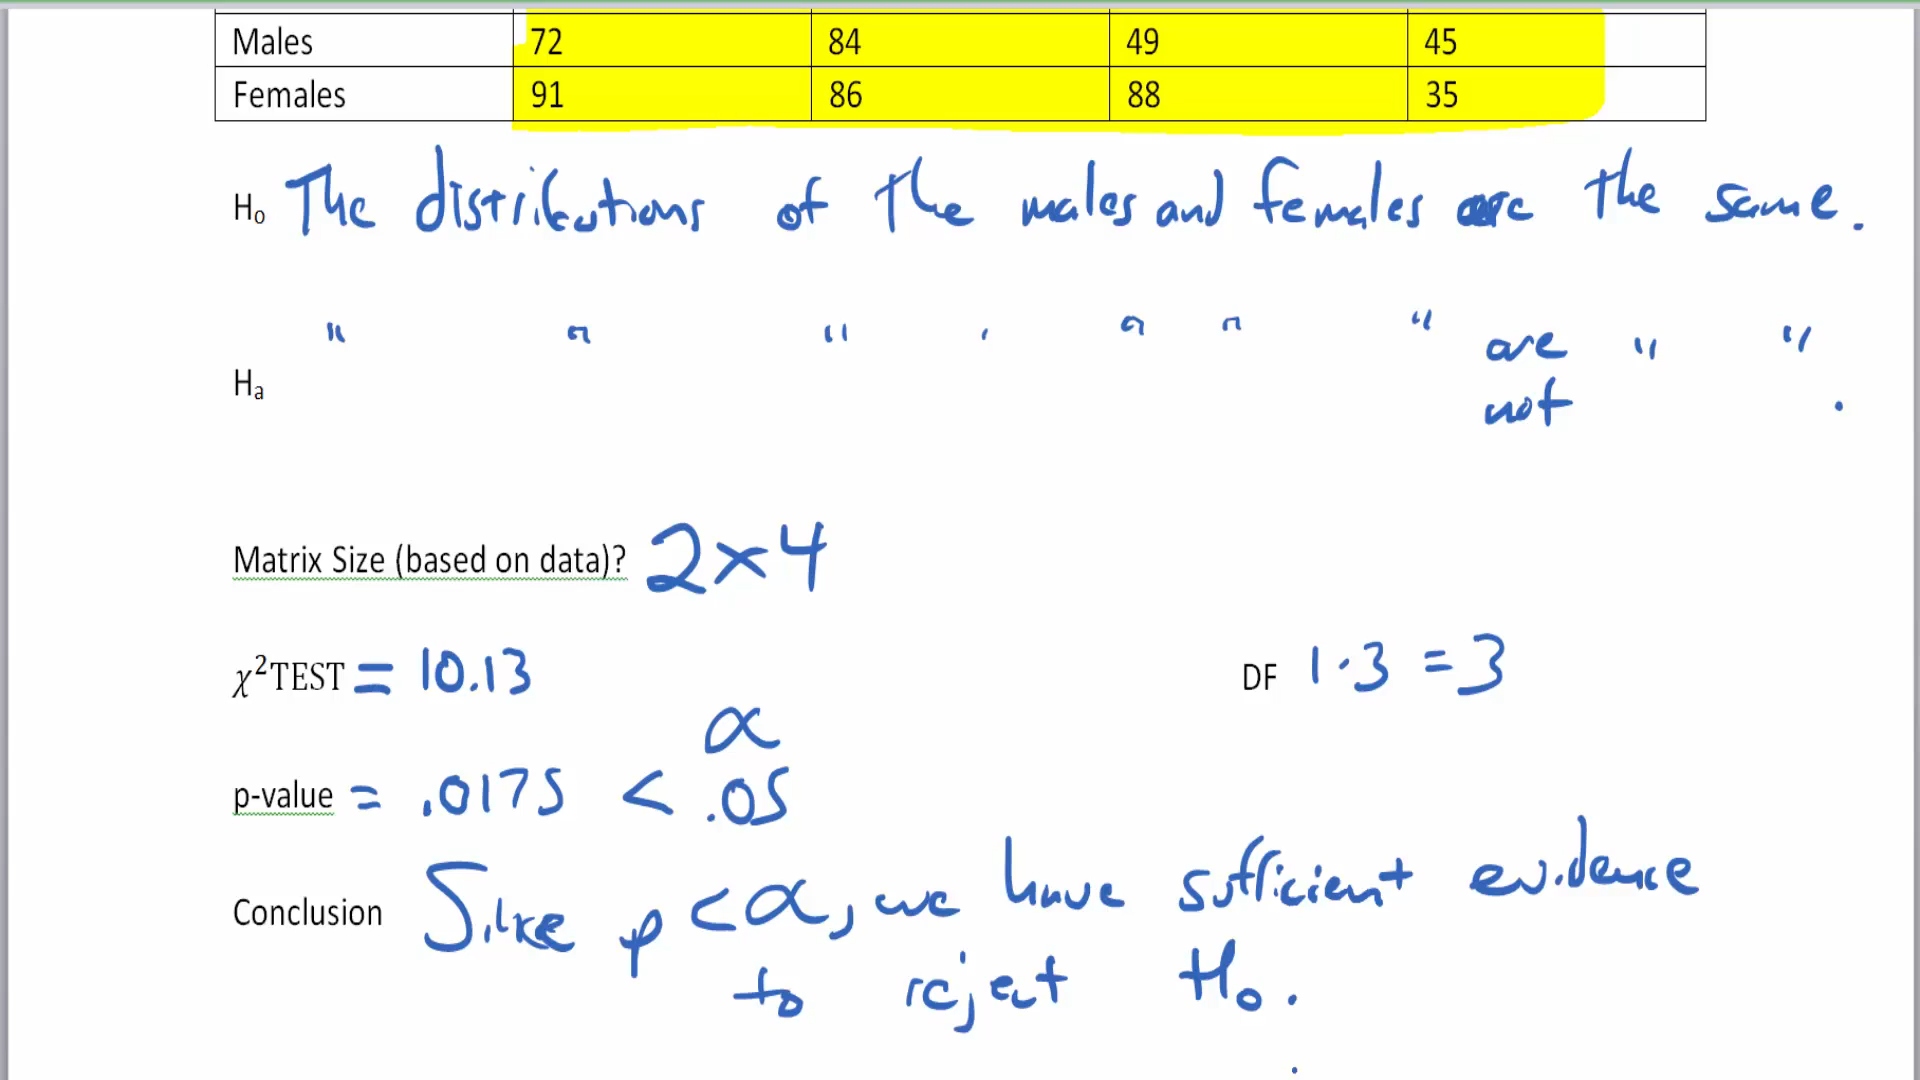 Males 72 84 49 45
Females 91 86 88 35
H₀ The distributions of the males and females are the same.
" " " ' " " " are " "
Hₐ not .
Matrix Size (based on data)? 2×4
χ²TEST = 10.13 DF 1·3 = 3
α
p-value = .0175 < .05
Conclusion Since p < α, we have sufficient evidence
to reject H₀.